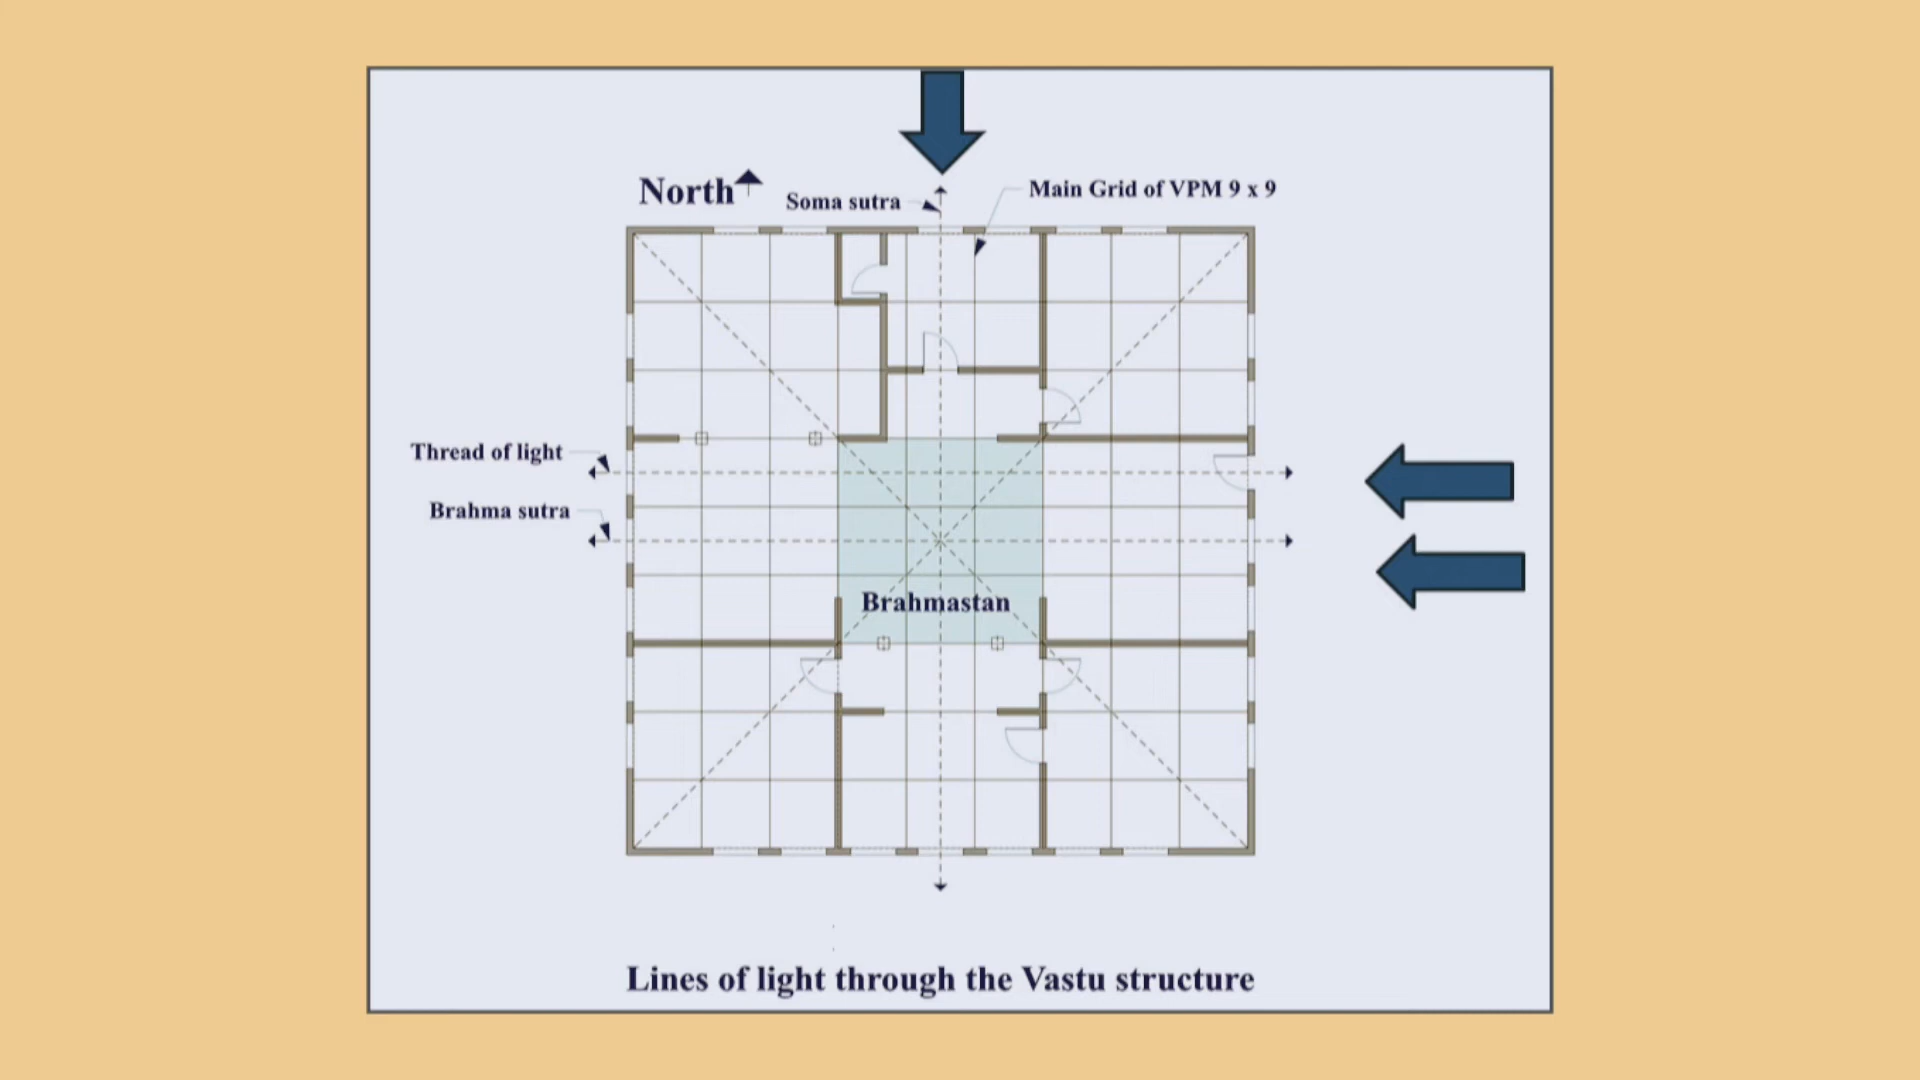 North
Soma sutra
Main Grid of VPM 9 x 9
Thread of light
Brahma sutra
Brahmastan
Lines of light through the Vastu structure